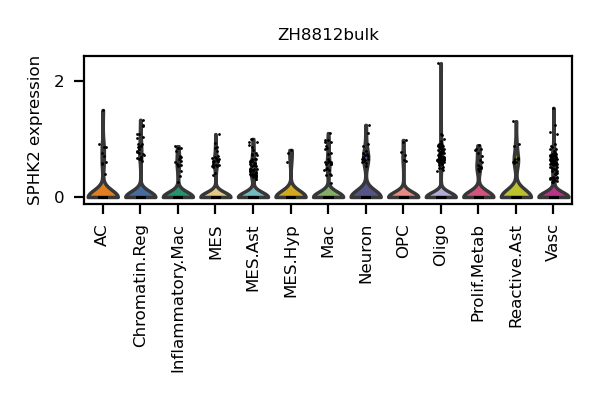 ZH8812bulk
SPHK2 expression
2
0
AC
Chromatin.Reg
Inflammatory.Mac
MES
MES.Ast
MES.Hyp
Mac
Neuron
OPC
Oligo
Prolif.Metab
Reactive.Ast
Vasc